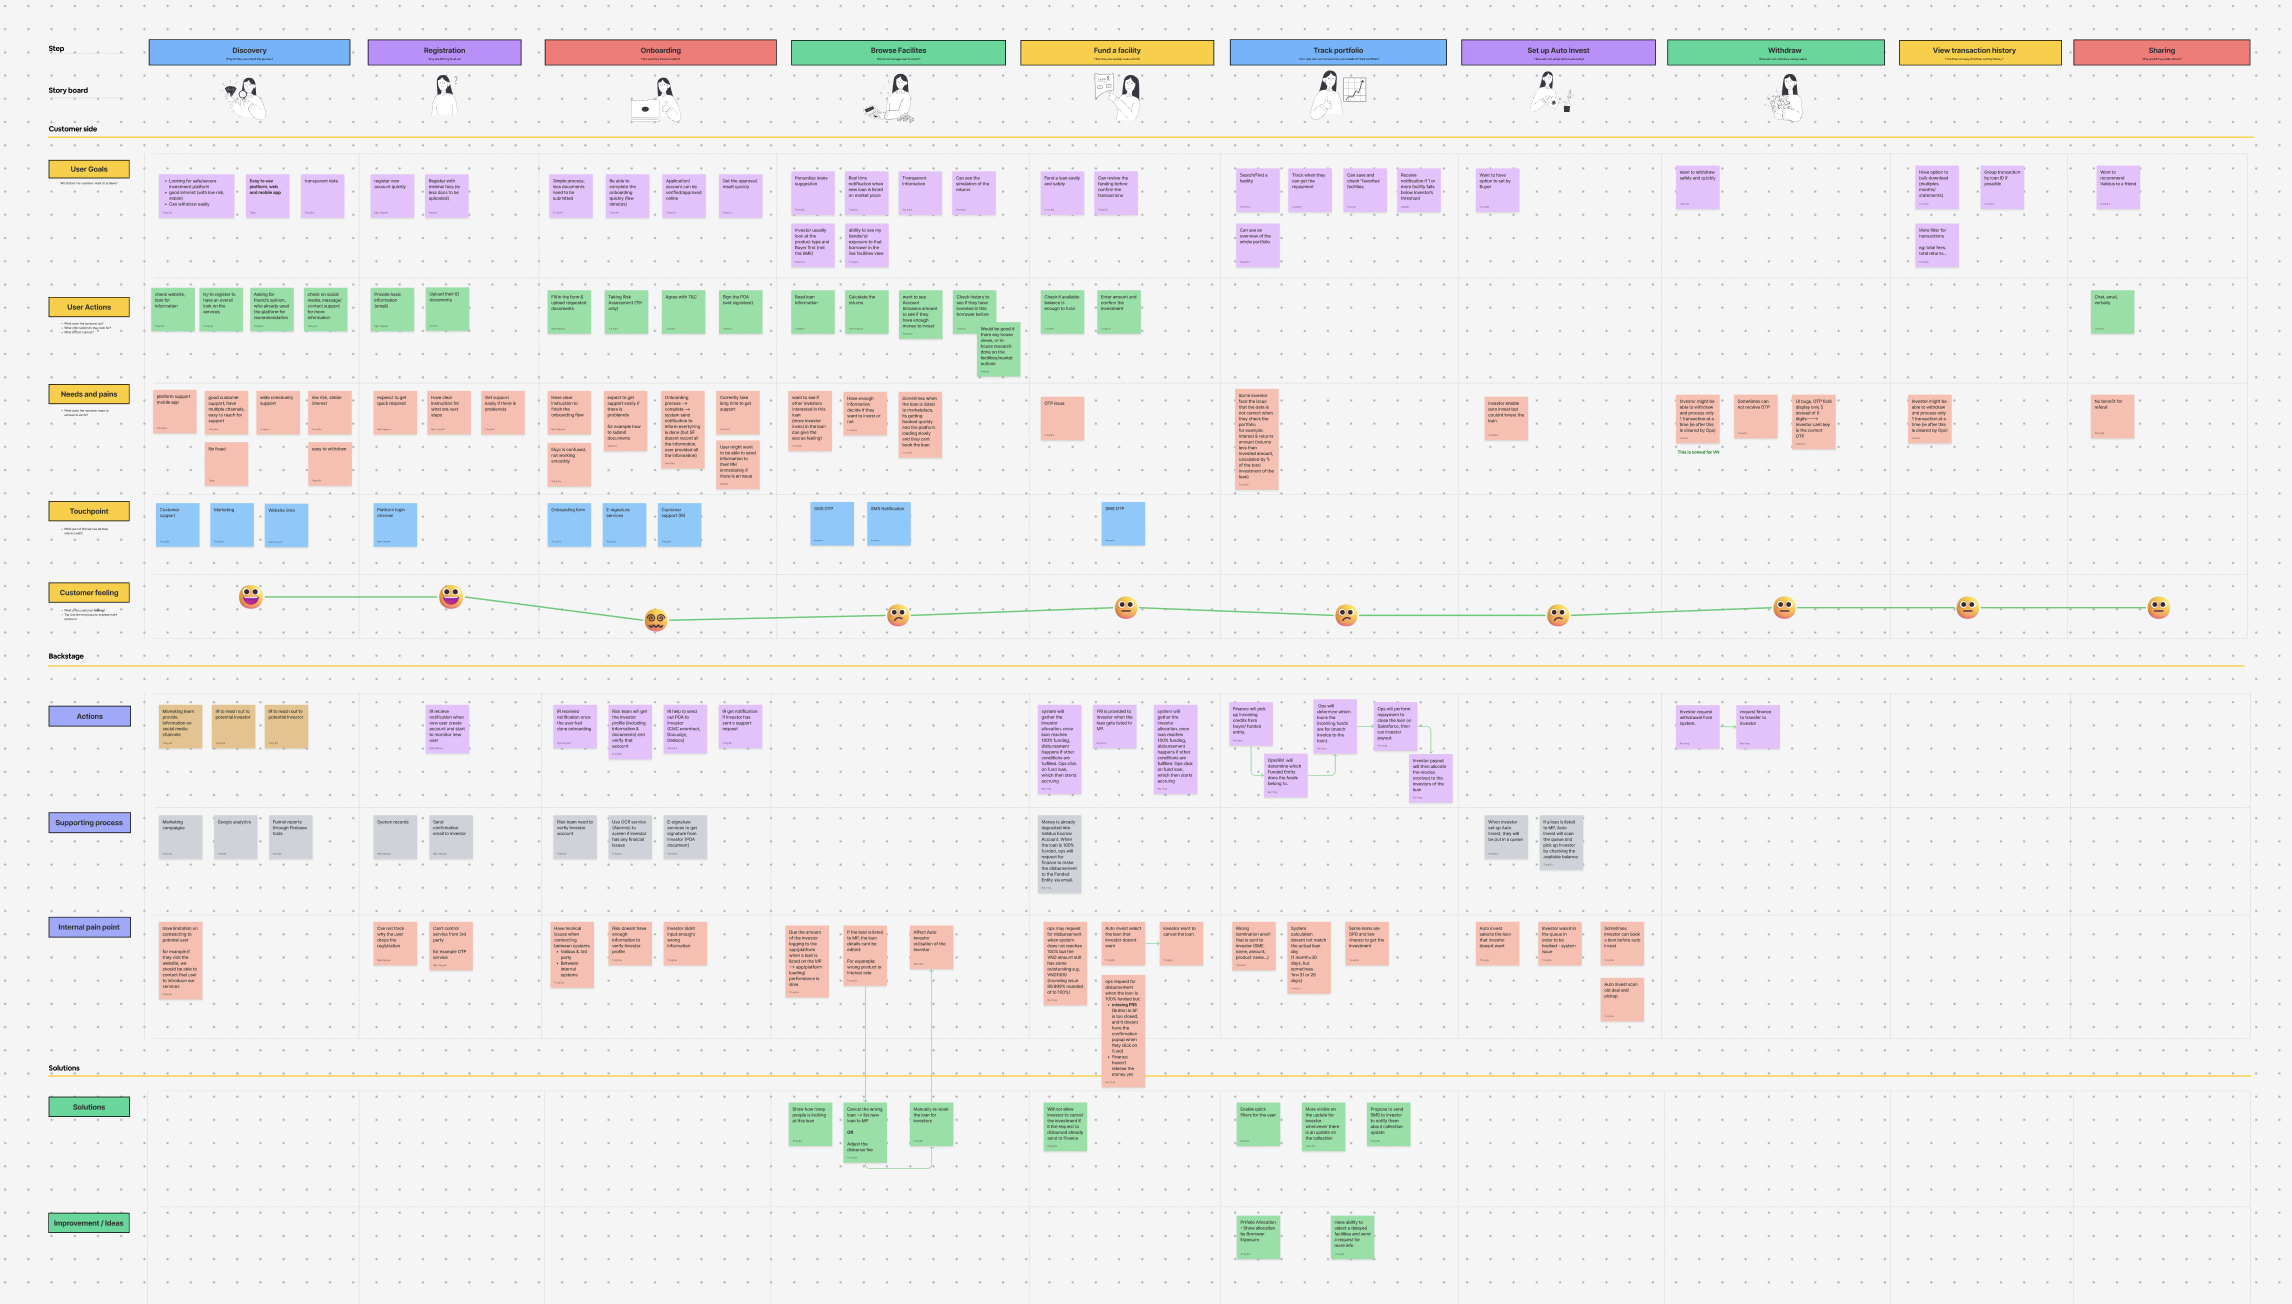 Step
Discovery
Registration
Onboarding
Browse Facilites
Fund a facility
Track portfolio
Set up Auto Invest
Withdraw
View transaction history
Sharing
Story board
Customer side
User Goals
Looking for safe/secure
investment platform
good interest (with low risk,
stable)
Can withdraw easily
Easy to use
platform, web
and mobile app
transparent data
register new
account quickly
Register with
minimal fuss (ie
less docs to be
uploaded)
Simple process,
less documents
need to be
submitted
Be able to
complete the
onboarding
quickly (few
minutes)
Application/
account can be
verified/approved
online
Get the approval/
result quickly
Personlisy loans
suggestion
Real time
notification when
new loan is listed
on market place
Transparent
information
Can see the
simulation of the
returns
Investor usually
look at the
product type and
Buyer first (not
the SME)
ability to see my
(lender's)
exposure to that
borrower in the
live facilities view
Fund a loan easily
and safely
Can review the
funding before
confirm the
transactions
Search/Find a
facility
Track when they
can get the
repayment
Can save and
check "favorites"
facilities
Receive
notification if 1 or
more facility falls
below investor's
threshold
Can see an
overview of the
whole portfolio
Want to have
option to set by
Buyer
want to withdraw
safely and quickly
Have option to
bulk download
(multiples
months/
statements)
Group transaction
by loan ID if
possible
More filter for
transactions
eg: total fees,
total returns...
Want to
recommend
Validus to a friend
User Actions
check website,
look for
information
try to register to
have an overall
look on the
services
Asking for
friend's opinion,
who already used
the platform for
recommendation
check on social
media, message/
contact support
for more
information
Provide basic
information
(email)
Upload their ID
documents
Fill in the form &
upload requested
documents
Taking Risk
Assessment (TH
only)
Agree with T&C
Sign the POA
(wet signature)
Read loan
information
Calculate the
returns
want to see
Account
Balance amount
to see if they
have enough
money to invest
Check history to
see if they have
invested in this
borrower before
Would be good if
there any house
views, or in-
house research
done on the
facilities/market
outlook
Check if available
balance is
enough to fund
Enter amount and
confirm the
investment
Chat, email,
verbally
Needs and pains
platform support
mobile app
good customer
support, have
multiple channels,
easy to reach for
support
wide community
support
low risk, stable
interest
No fraud
easy to withdraw
expect to get
quick respond
Have clear
instruction for
what are next
steps
Get support
easily if there is
problems
Have clear
instruction to
finish the
onboarding flow
expect to get
support easily if
there is
problems
for example how
to submit
documents
Onboarding
process -->
complete -->
system send
notification to
inform everything
is done (but SF
doesnt record all
the information,
user provided all
the information)
Currently take
long time to get
support
Ekyc is confused,
not working
smoothly
User might want
to be able to send
information to
their RM
immediately if
there is an issue
want to see if
other investors
interested in this
loan
(more investor
invest in the loan
can give the
secure feeling)
Have enough
information
decide if they
want to invest or
not
Sometimes when
the loan is listed
to marketplace,
its getting
booked quickly
and the platform
loading slowly
and they cant
book the loan
OTP issue
Some investor
face the issue
that the data is
not correct when
they check the
portfolio
for example:
interest & returns
amount (returns
less than
invested amount,
calculated by %
of the total
investment of the
loan)
Investor enable
auto invest but
couldnt invest the
loan
Investor might be
able to withdraw
and process only
1 transaction at a
time (ie after this
is cleared by Ops)
This is solved for VN
Sometimes can
not receive OTP
UI bugs, OTP field
display only 5
instead of 6
digits--->
Investor cant key
in the correct
OTP
Investor might be
able to withdraw
and process only
1 transaction at a
time (ie after this
is cleared by Ops)
No benefit for
referal
Touchpoint
Customer
support
Marketing
Website intro
Platform login
channel
Onboarding form
E-signature
services
Customer
support (IR)
SMS OTP
SMS Notification
SMS OTP
Customer feeling
Backstage
Actions
Marketing team
provide
information on
social media
channels
IR to reach out to
potential investor
IR to reach out to
potential investor
IR recieve
notification when
new user create
account and start
to monitor new
user
IR received
notification once
the user had
done onboarding
Risk team will get
the investor
profile (including
information &
documents) and
verify that
account
IR help to send
out POA to
investor
(CMC econtract,
Docusign,
Dedoco)
IR get notification
if investor has
sent a support
request
system will
gather the
investor
allocation, once
loan reaches
100% funding,
disbursement
happens if other
conditions are
fulfilled. Ops click
on fund loan,
which then starts
accruing
FRI is provided to
investor when the
loan gets listed to
MP.
system will
gather the
investor
allocation, once
loan reaches
100% funding,
disbursement
happens if other
conditions are
fulfilled. Ops click
on fund loan,
which then starts
accruing
Finance will pick
up incoming
credits from
buyer/ funded
entity.
Ops/RM will
determine which
Funded Entity
does the funds
belong to.
Ops will
determine which
loans the
incoming funds
are for (match
invoice to the
loan)
Ops will perform
repayment to
close the loan on
Salesforce, then
run investor
payout
Investor payout
will then allocate
the monies
received to the
investors of the
loan
Investor request
withdrawal from
system.
request finance
to transfer to
investor
Supporting process
Marketing
campaigns
Google analytics
Funnel reports
through Firebase
tools
System records
Send
confirmation
email to investor
Risk team need to
verify investor
account
Use OCR service
(Alarmis) to
screen if investor
has any financial
issues
E-signature
services to get
signature from
investor (POA
document)
Money is already
deposited into
Validus Escrow
Account. When
the loan is 100%
funded, ops will
request for
finance to make
the disbursement
to the Funded
Entity via email.
When investor
set up Auto
Invest, they will
be put in a queue
If a loan is listed
to MP, Auto
Invest will scan
the queue and
pick up investor
by checking the
available balance
Internal pain point
have limitation on
contacting to
potential user
for example if
they visit the
website, we
should be able to
contact that user
to introduce our
services
Can not track
why the user
drops the
registration
Can't control
service from 3rd
party
for example OTP
service
Have techical
issues when
connecting
between systems
Validus & 3rd
party
Between
internal
systems
Risk doesnt have
enough
information to
verify investor
profile
Investor didnt
input enough/
wrong
information
Due the amount
of the investor
logging to the
app/platform
when a loan is
listed on the MP
-> app/platform
loading/
performance is
slow
If the loan is listed
to MP, the loan
details cant be
edited
For example:
wrong product or
interest rate
Affect Auto
Investor
utilisation of the
investor
ops may request
for disbursement
when system
does not reaches
100% but the
VND amount still
has some
outstanding e.g.
VND1000
(rounding issue
99.999% rounded
of to 100%)
Auto invest select
the loan that
investor doesnt
want
Investor want to
cancel the loan
ops request for
disbursement
when the loan is
100% funded but:
missing FRS
(Button in SF
is too closed,
and it doesnt
have the
confirmation
popup when
they click on
Fund)
Finance
haven't
release the
money yet
Wrong
termination email
that is sent to
investor (SME
name, amount,
product name...)
System
calculation
doesnt not match
the actual loan
day
(1 month=30
days, but
sometimes
1m=31 or 28
days)
Some loans are
DPD and low
chance to get the
investment
Auto invest
selects the loan
that investor
doesnt want
Investor wasnt in
the queue in
order to be
booked - system
issue
Sometimes
investor can book
a loan before auto
invest
Auto invest scan
old deal and
pickup
Solutions
Solutions
Show how many
people is looking
at this loan
Cancel the wrong
loan -> list new
loan to MP
OR
Adjust the
disbursal fee
Manually re-book
the loan for
investors
Will not allow
investor to cancel
the investment if
it the request to
disbursal already
send to finance
Enable quick
filters for the user
More visible on
the update for
investor
whenever there
is an update on
the collection
Propose to send
SMS to investor
to notify them
about collection
update
Improvement / Ideas
Prtfolio Allocation
- Show allocation
by Borrower
Exposure
Have ability to
select a delayed
facilities and send
a request for
more info